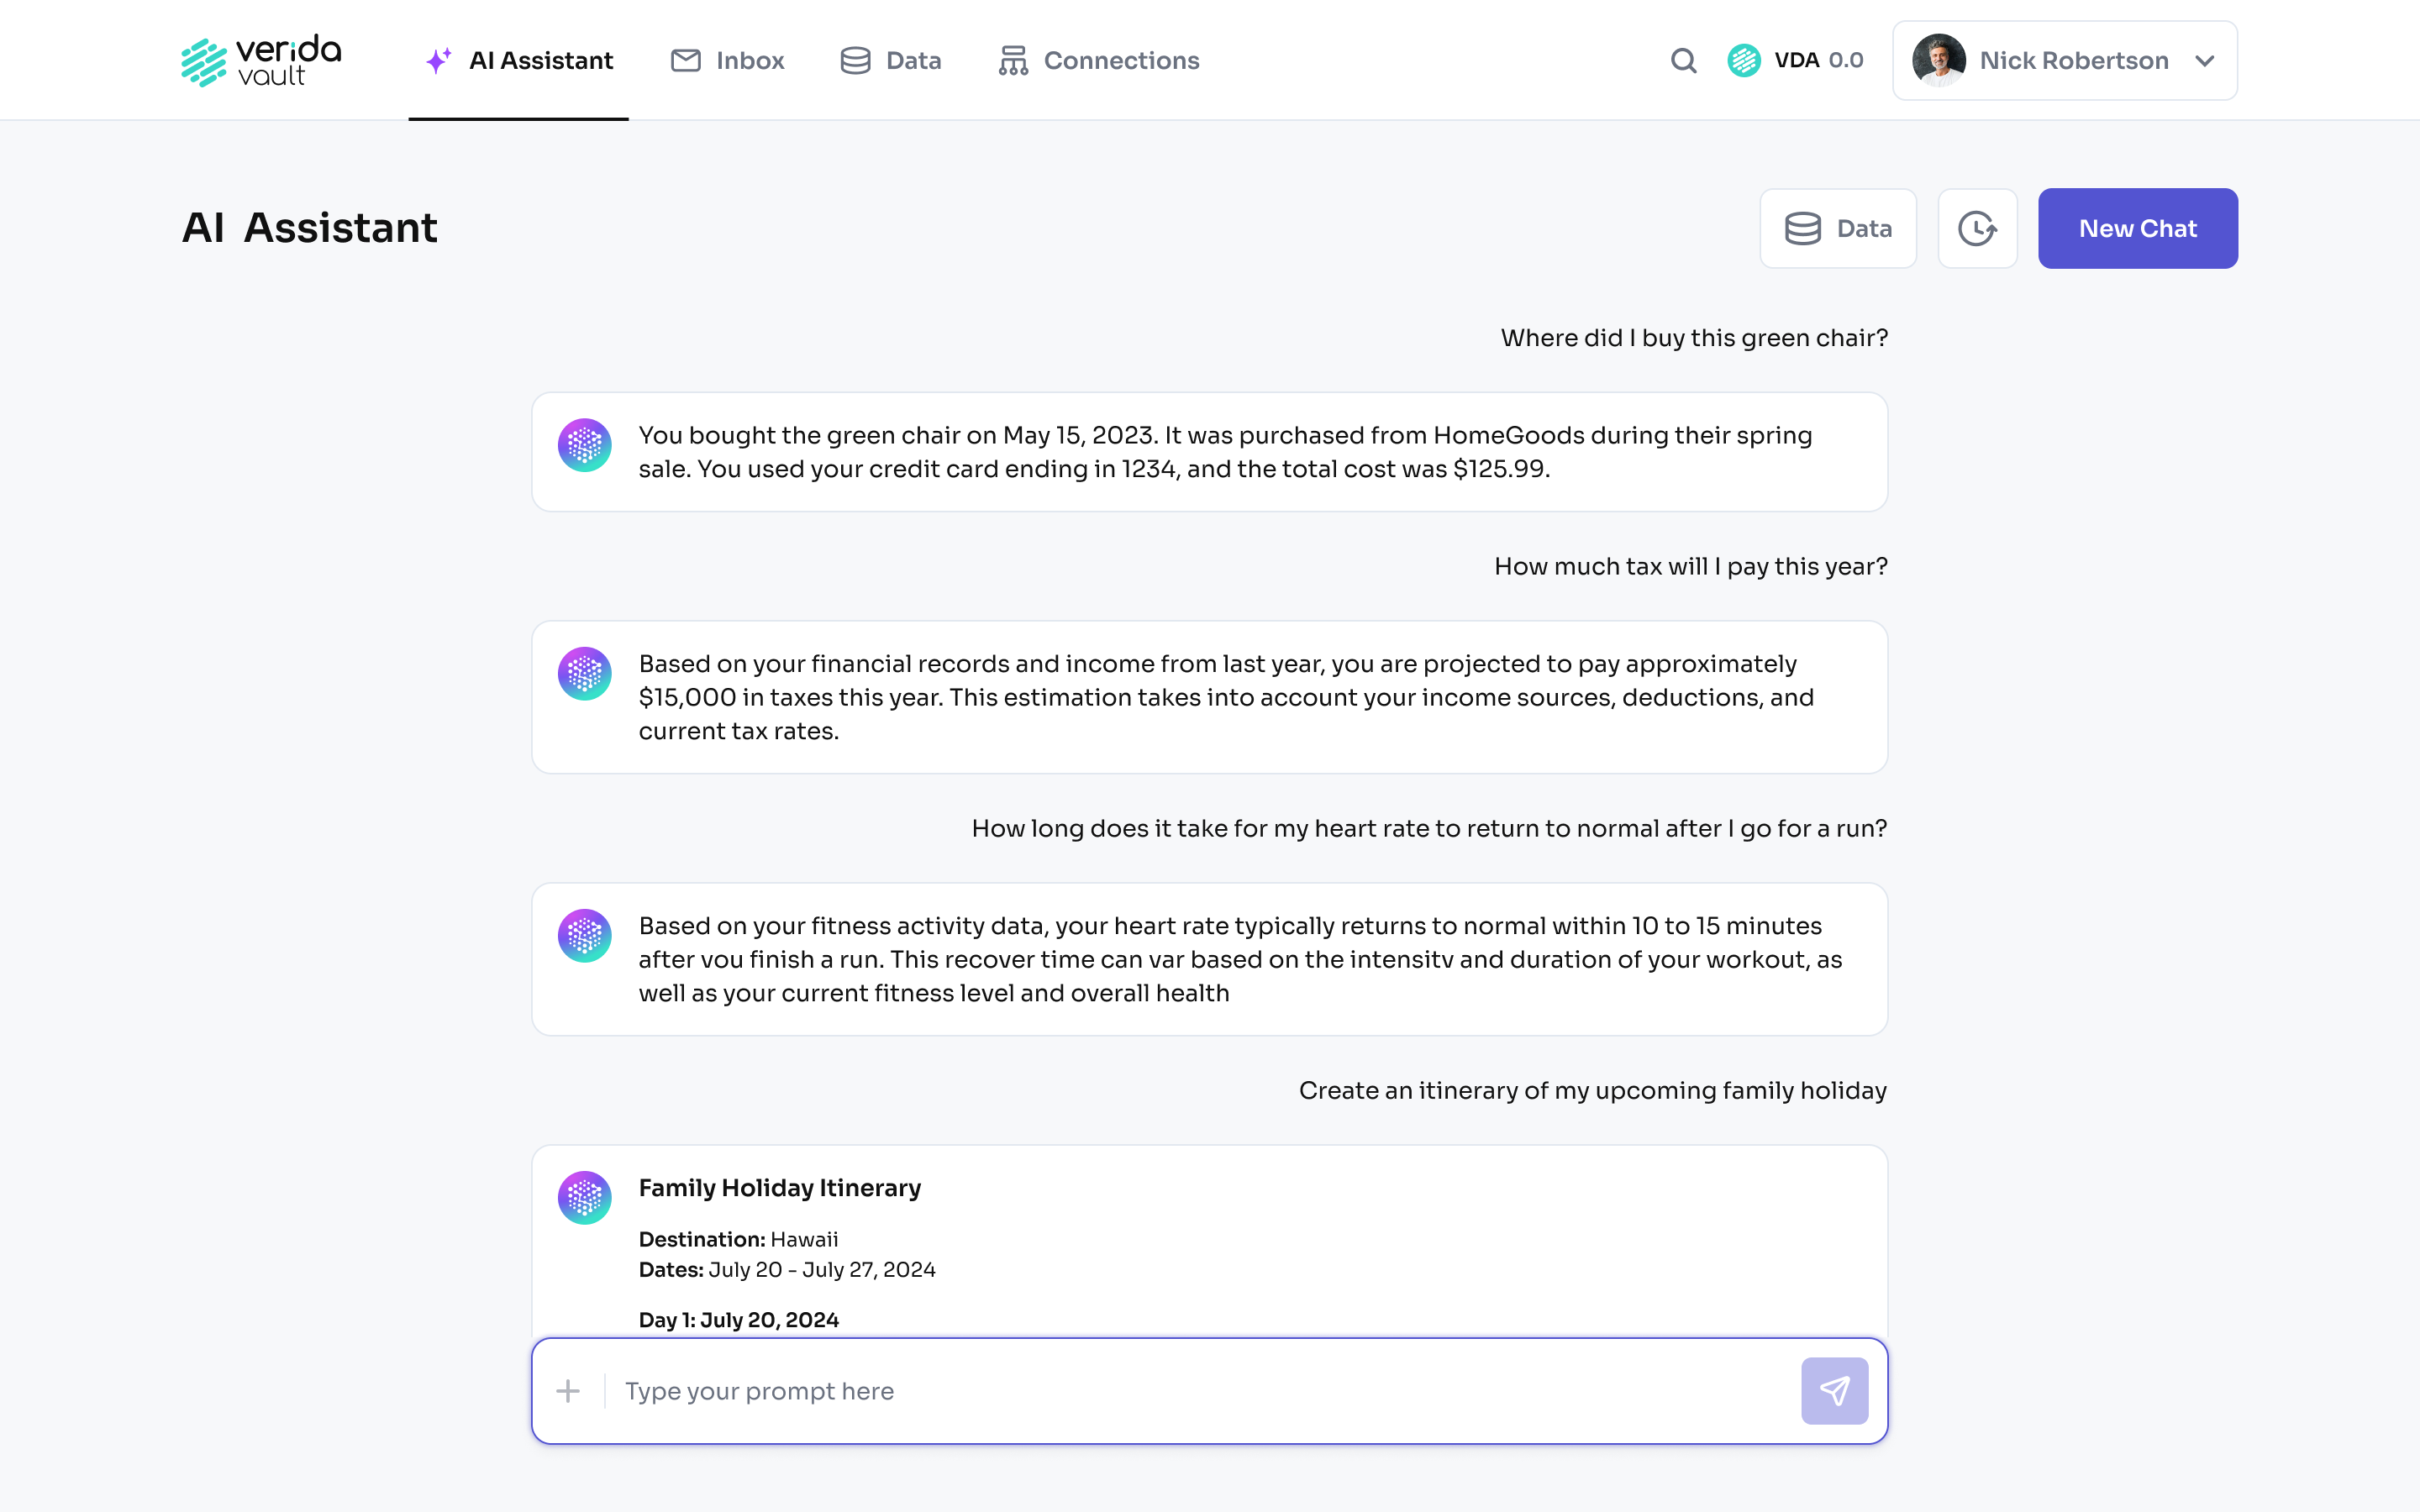 verida
vault
AI Assistant
Inbox
Data
Connections
VDA 0.0
Nick Robertson
AI Assistant
Data
New Chat
Where did I buy this green chair?
You bought the green chair on May 15, 2023. It was purchased from HomeGoods during their spring
sale. You used your credit card ending in 1234, and the total cost was $125.99.
How much tax will I pay this year?
Based on your financial records and income from last year, you are projected to pay approximately
$15,000 in taxes this year. This estimation takes into account your income sources, deductions, and
current tax rates.
How long does it take for my heart rate to return to normal after I go for a run?
Based on your fitness activity data, your heart rate typically returns to normal within 10 to 15 minutes
after vou finish a run. This recover time can var based on the intensitv and duration of your workout, as
well as your current fitness level and overall health
Create an itinerary of my upcoming family holiday
Family Holiday Itinerary
Destination: Hawaii
Dates: July 20 - July 27, 2024
Day 1: July 20, 2024
Type your prompt here